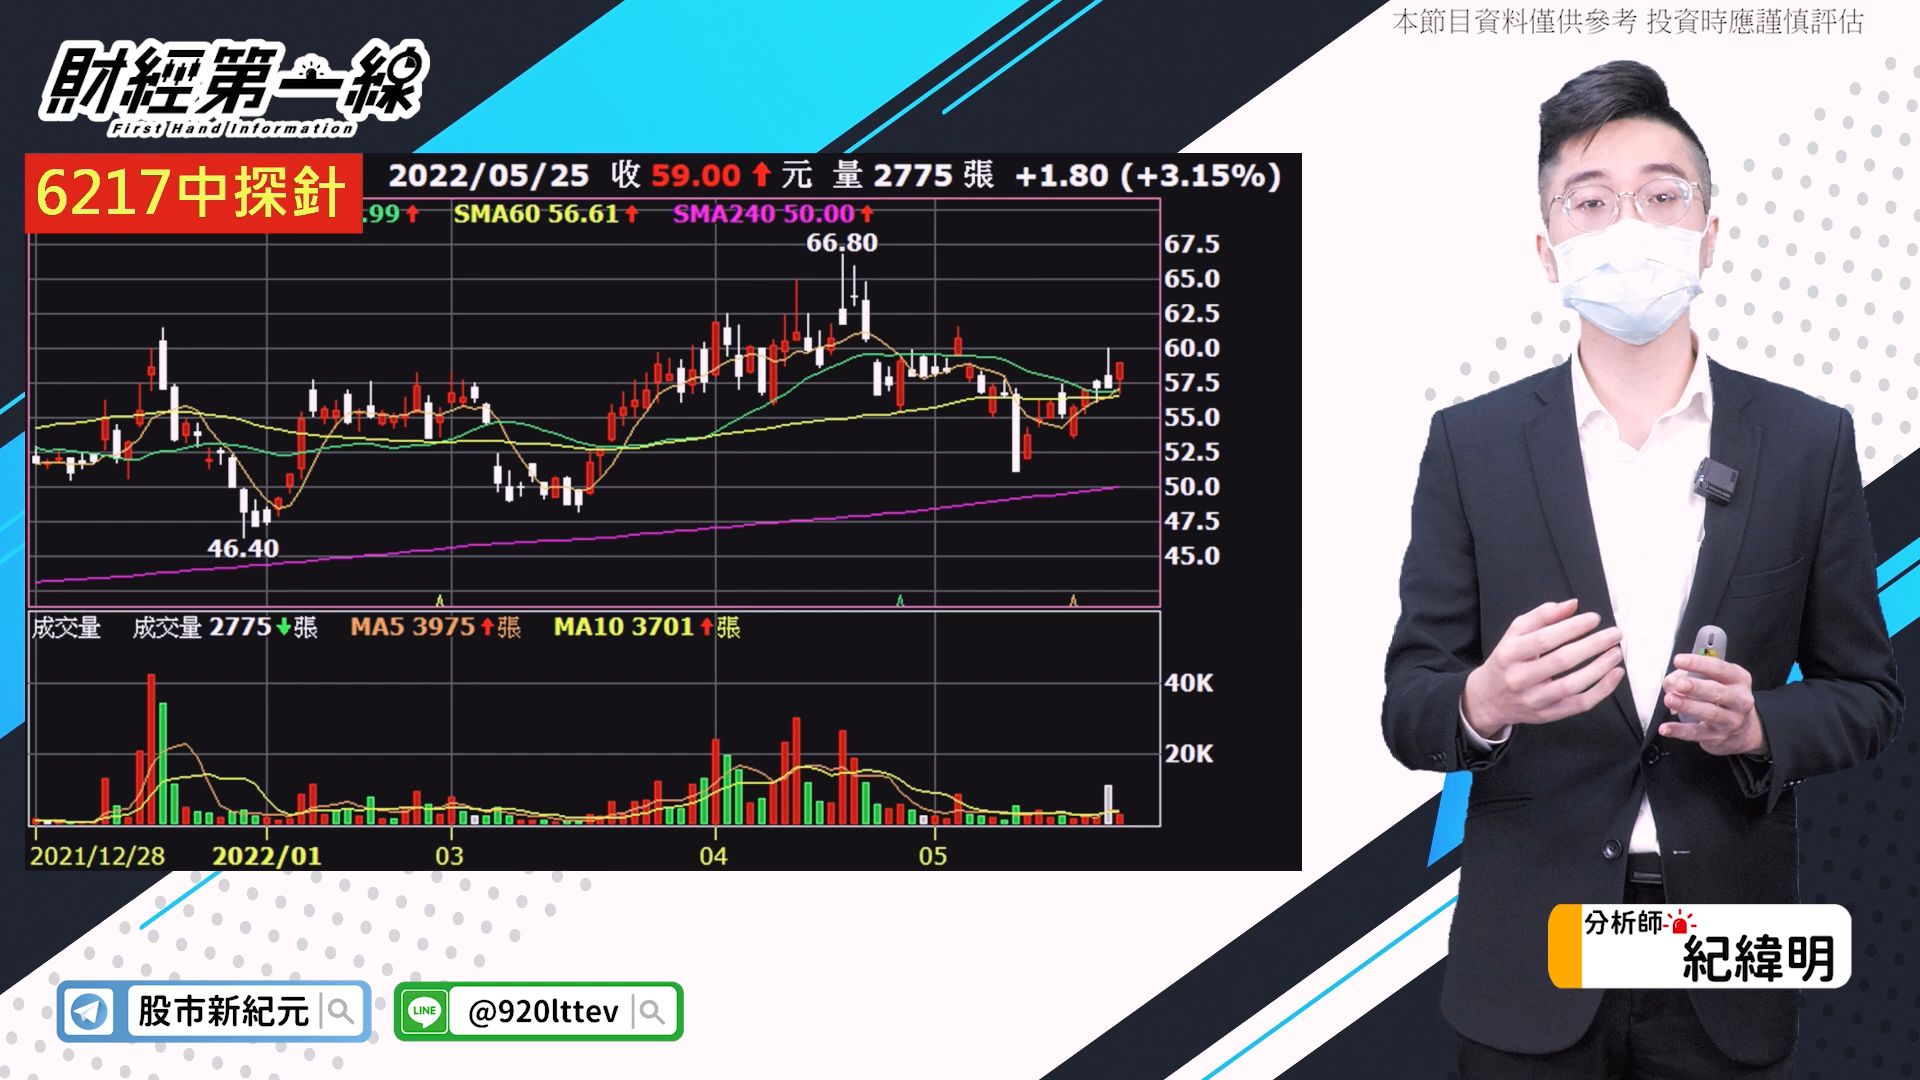 本節目資料僅供參考 投資時應謹慎評估
財經第一線
First Hand Information
6217中探針
2022/05/25 收 59.00 ↑ 元 量 2775 張 +1.80 (+3.15%)
.99↑ SMA60 56.61↑ SMA240 50.00↑
66.80
67.5
65.0
62.5
60.0
57.5
55.0
52.5
50.0
47.5
45.0
46.40
成交量 成交量 2775↓張 MA5 3975↑張 MA10 3701↑張
40K
20K
2021/12/28 2022/01 03 04 05
分析師
紀緯明
股市新紀元
LINE @920lttev